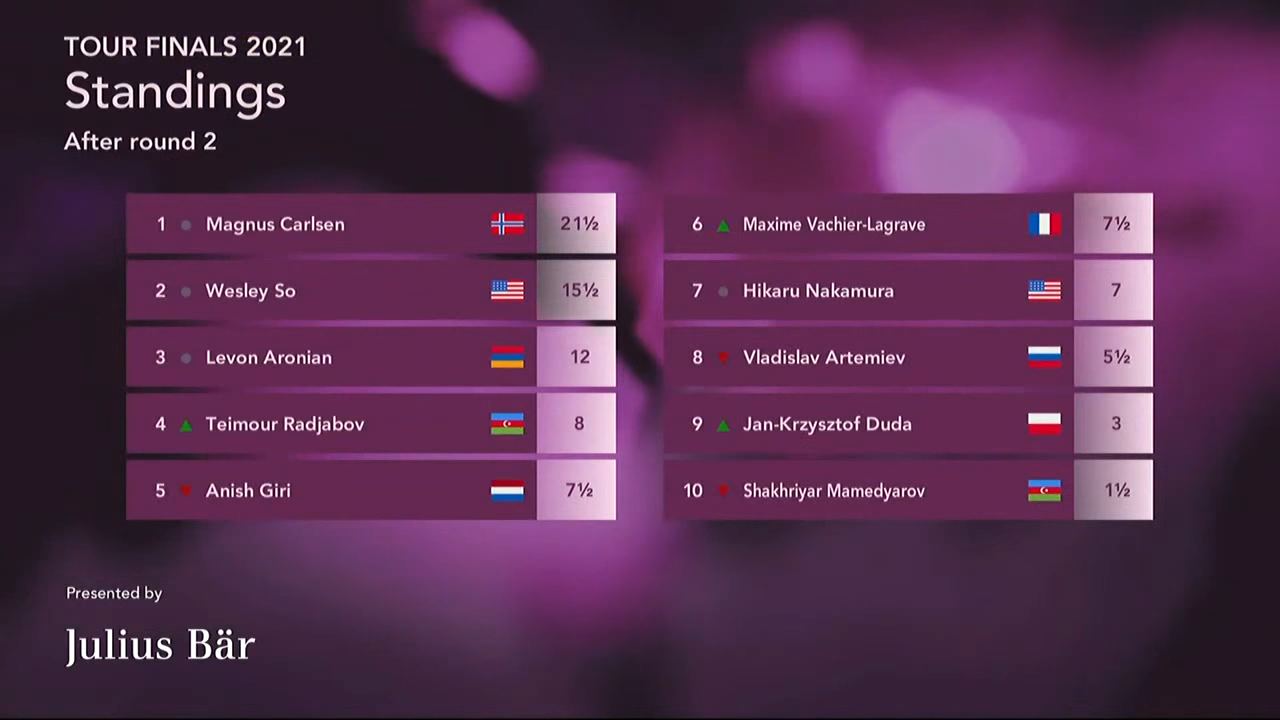 TOUR FINALS 2021
Standings
After round 2
1 Magnus Carlsen 21½
2 Wesley So 15½
3 Levon Aronian 12
4 Teimour Radjabov 8
5 Anish Giri 7½
6 Maxime Vachier-Lagrave 7½
7 Hikaru Nakamura 7
8 Vladislav Artemiev 5½
9 Jan-Krzysztof Duda 3
10 Shakhriyar Mamedyarov 1½
Presented by
Julius Bär